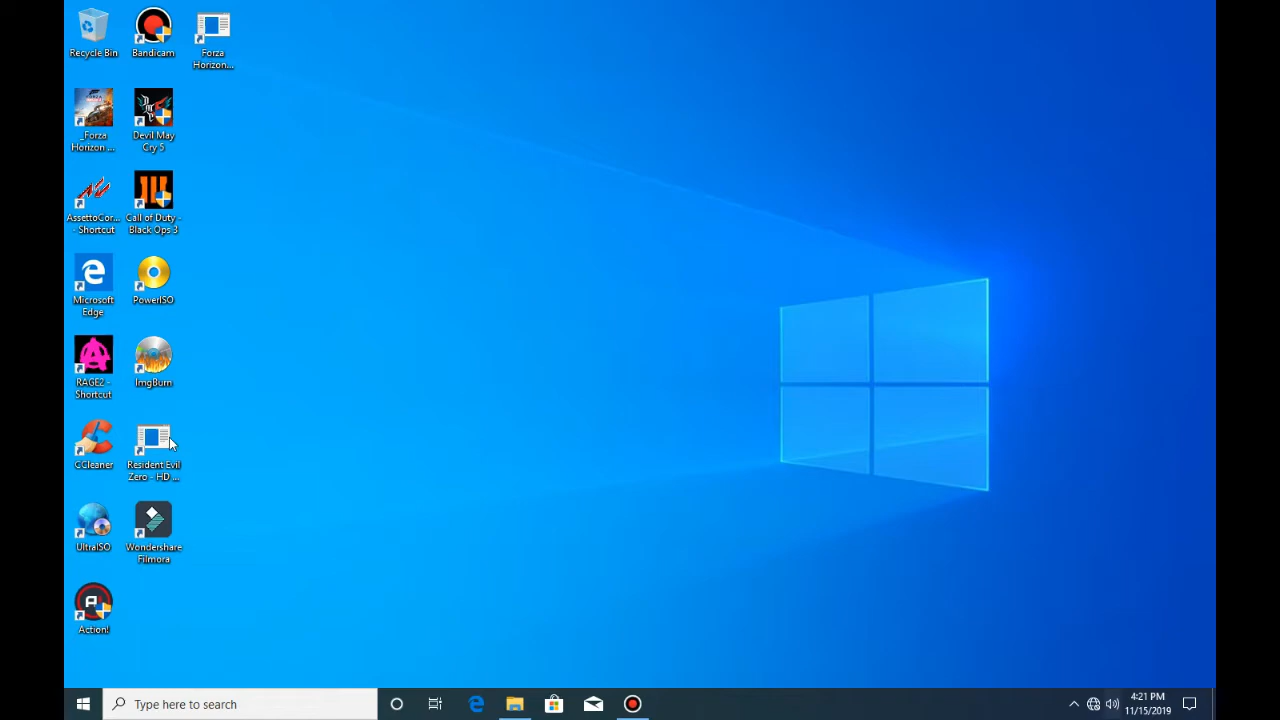 Recycle Bin
Bandicam
Forza
Horizon...
_Forza
Horizon ...
Devil May
Cry 5
AssettoCor...
- Shortcut
Call of Duty -
Black Ops 3
Microsoft
Edge
PowerISO
RAGE2 -
Shortcut
ImgBurn
CCleaner
Resident Evil
Zero - HD ...
UltraISO
Wondershare
Filmora
Action!
Type here to search
4:21 PM
11/15/2019